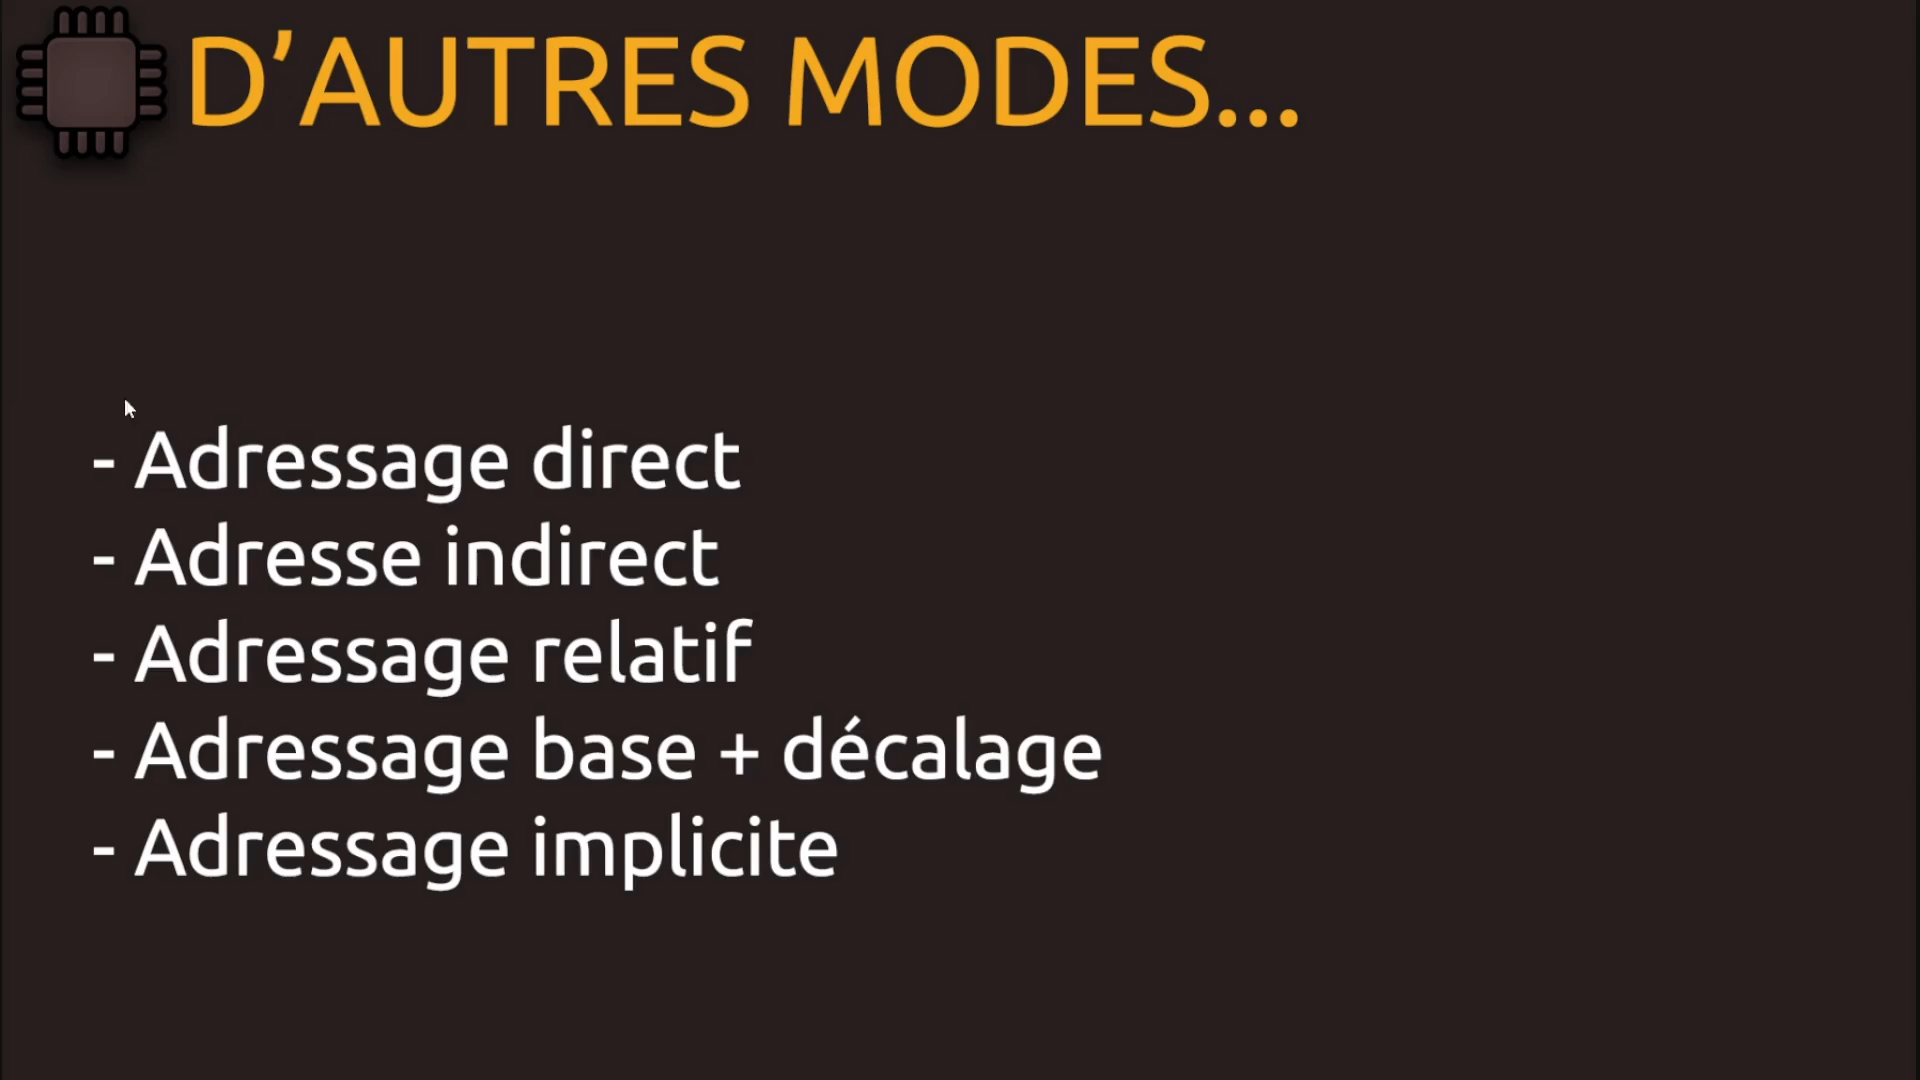 D’AUTRES MODES...
- Adressage direct
- Adresse indirect
- Adressage relatif
- Adressage base + décalage
- Adressage implicite